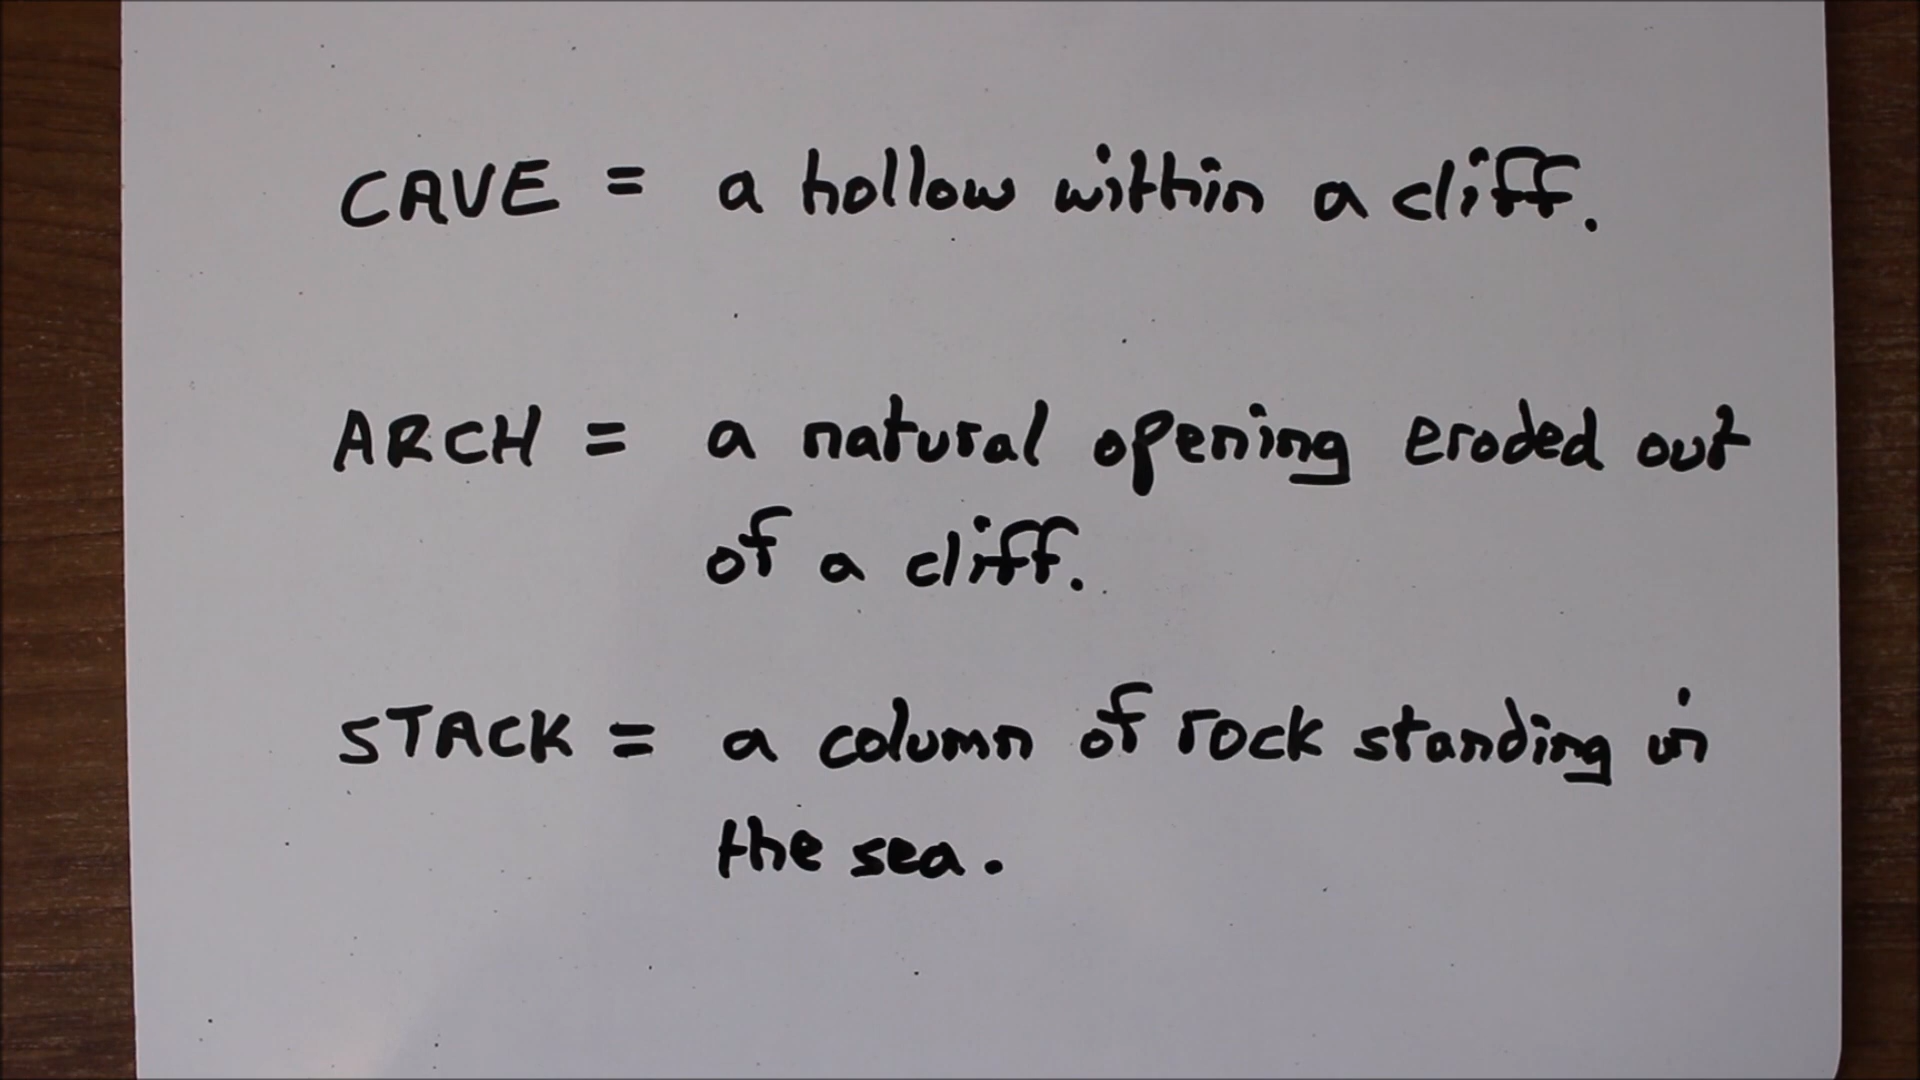 CAVE = a hollow within a cliff.
ARCH = a natural opening eroded out
of a cliff.
STACK = a column of rock standing in
the sea.